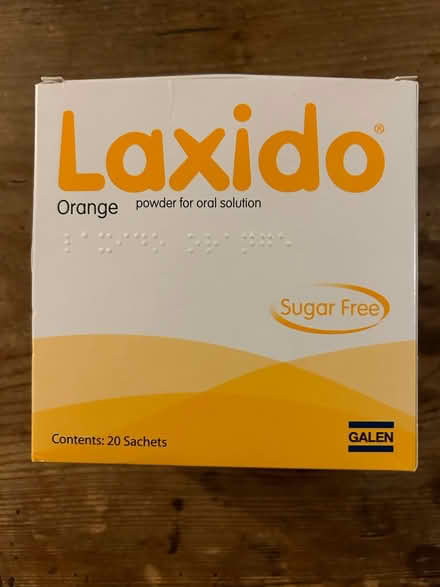 Laxido®
Orange powder for oral solution
⠇⠁⠭⠊⠙⠕ ⠕⠗⠁⠝⠛⠑
Sugar Free
Contents: 20 Sachets
GALEN